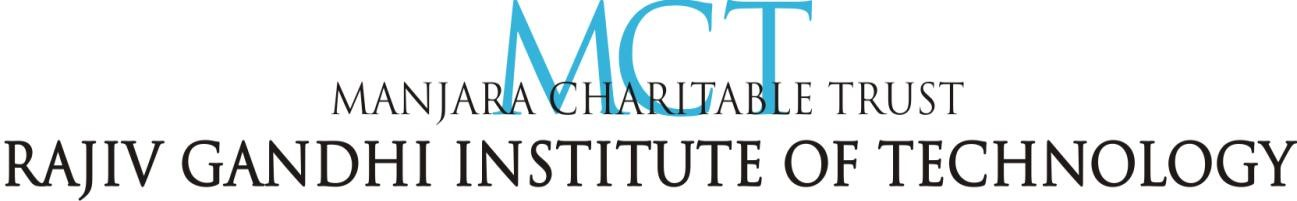 MCT
MANJARA CHARITABLE TRUST
RAJIV GANDHI INSTITUTE OF TECHNOLOGY